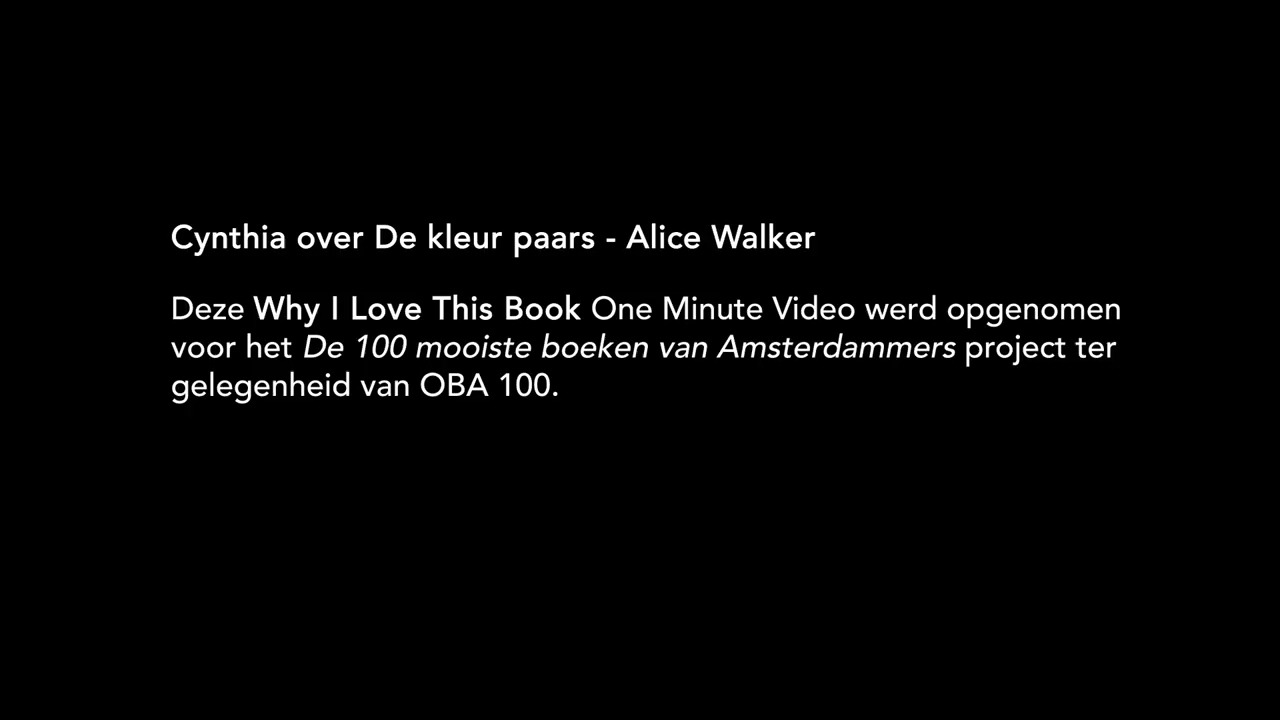 Cynthia over De kleur paars - Alice Walker
Deze Why I Love This Book One Minute Video werd opgenomen
voor het De 100 mooiste boeken van Amsterdammers project ter
gelegenheid van OBA 100.